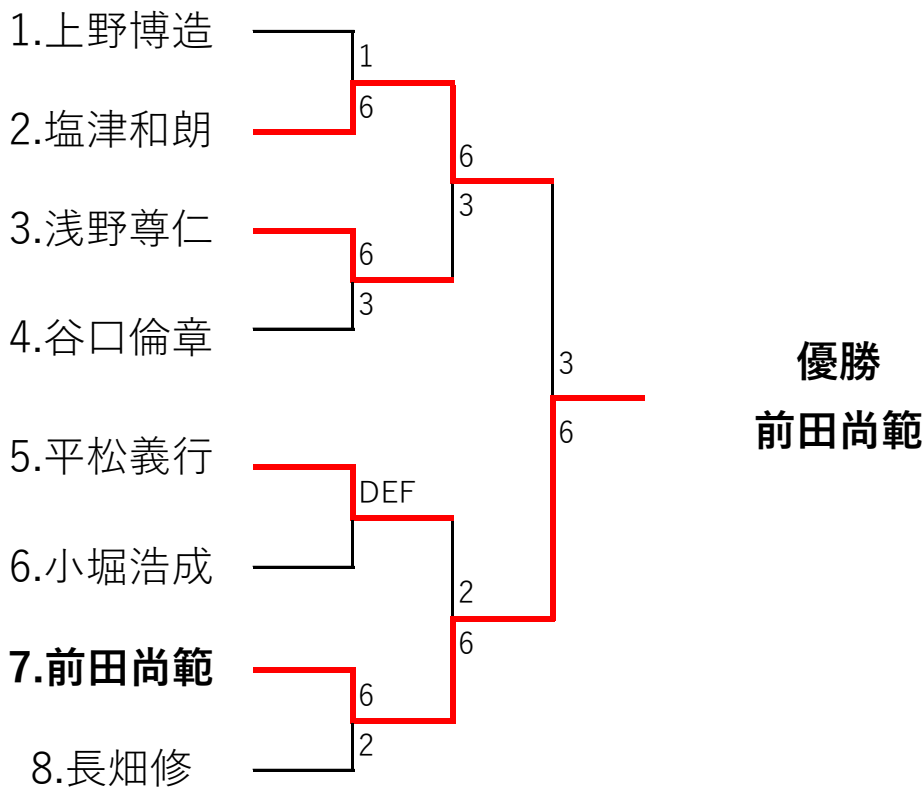 1.上野博造
1
6
2.塩津和朗
6
3
3.浅野尊仁
6
3
4.谷口倫章
3
6
優勝
前田尚範
5.平松義行
DEF
6.小堀浩成
2
6
7.前田尚範
6
2
8.長畑修